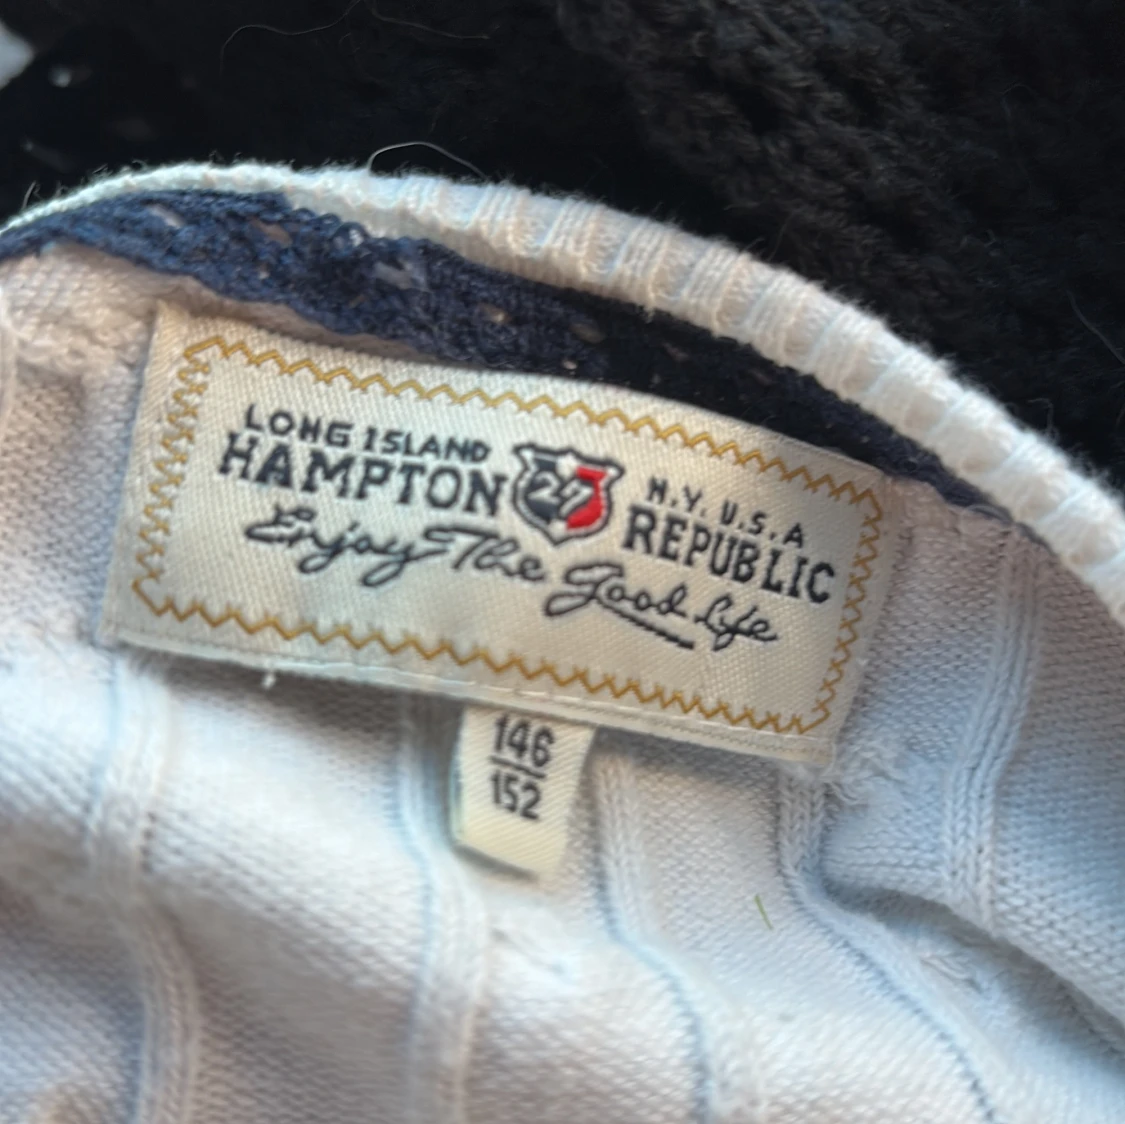 LONG ISLAND
HAMPTON 27 REPUBLIC
N.Y. U.S.A
Enjoy The Good Life
146
152